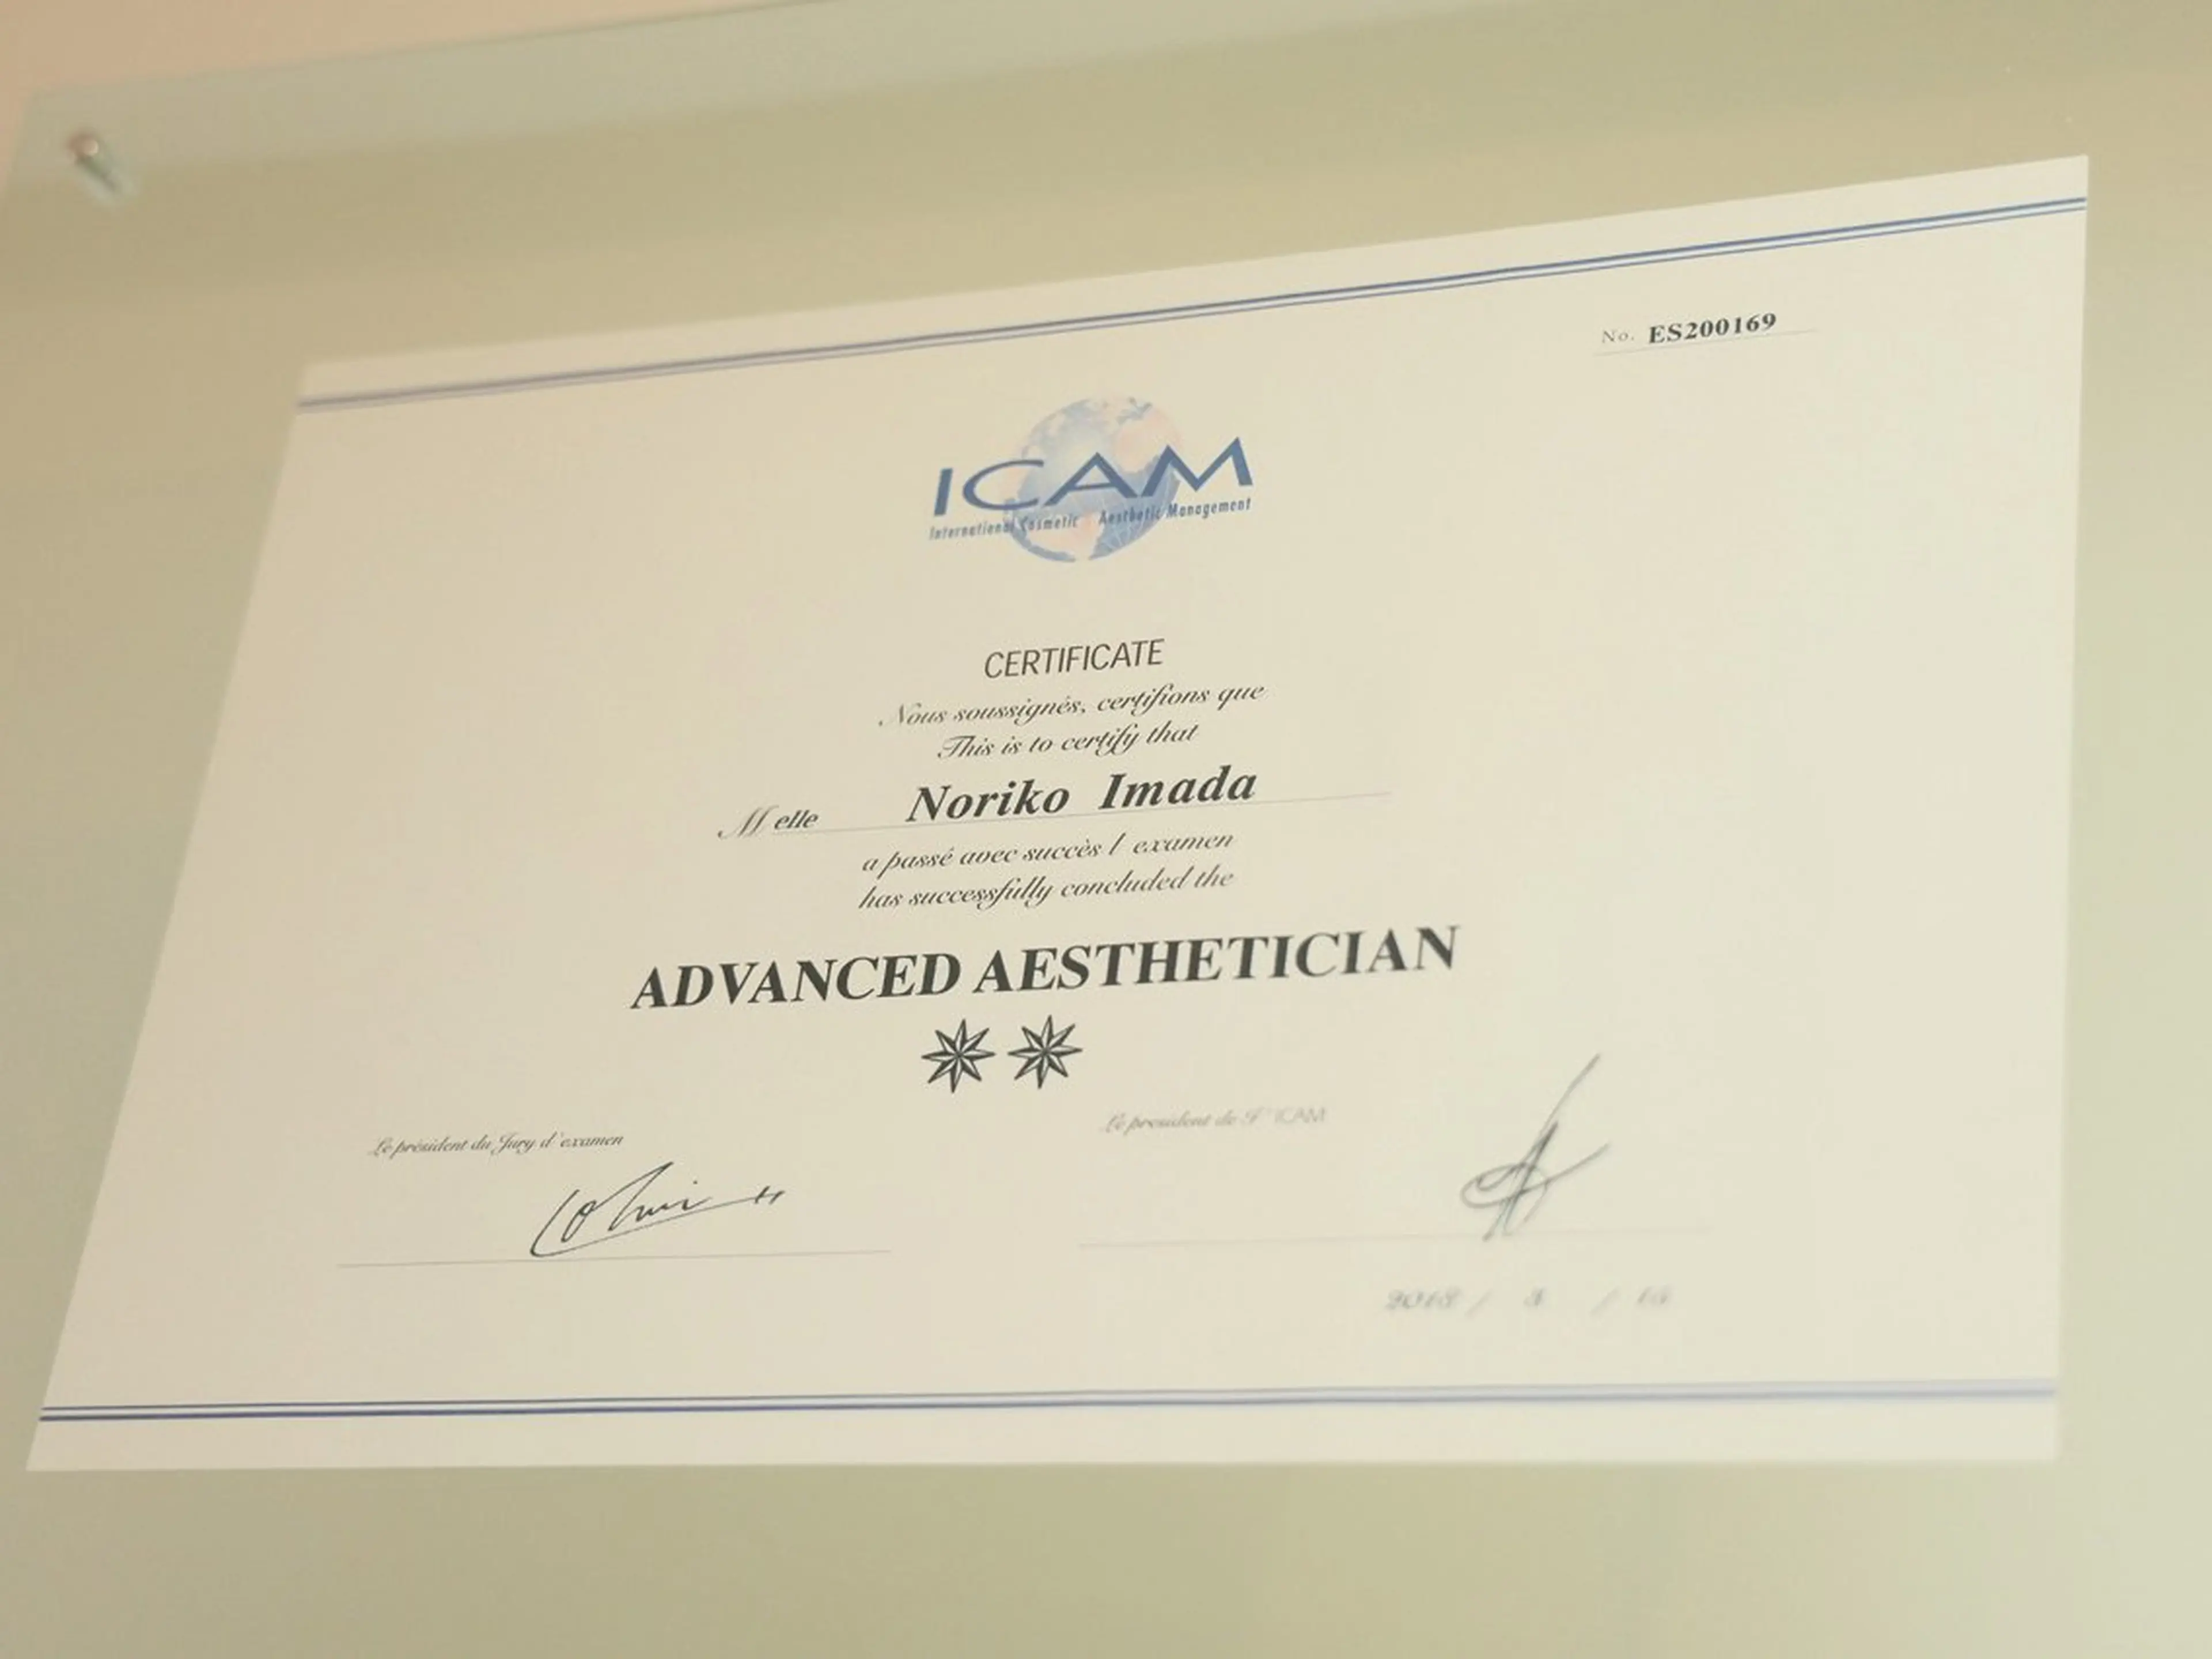 No. ES200169
ICAM
International Cosmetic Aesthetic Management
CERTIFICATE
Nous soussignés, certifions que
This is to certify that
Melle Noriko Imada
a passé avec succès l examen
has successfully concluded the
ADVANCED AESTHETICIAN
Le président du Jury d'examen
Le president de ICAM